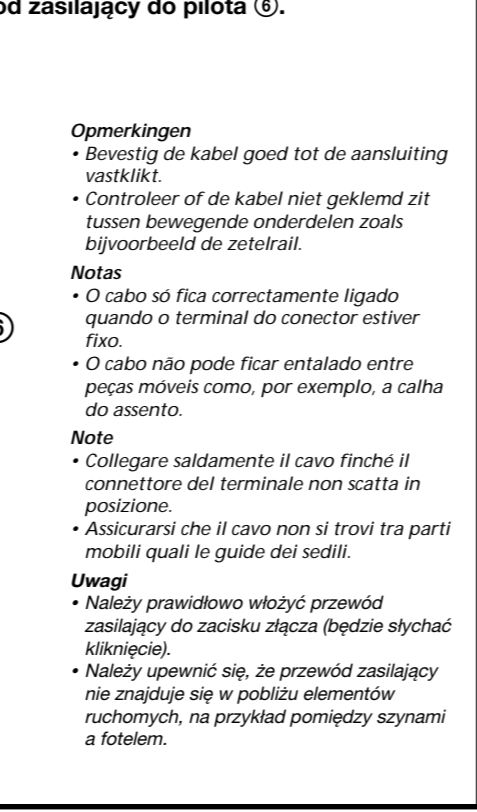 od zasilający do pilota ⑥.
Opmerkingen
• Bevestig de kabel goed tot de aansluiting
vastklikt.
• Controleer of de kabel niet geklemd zit
tussen bewegende onderdelen zoals
bijvoorbeeld de zetelrail.
Notas
• O cabo só fica correctamente ligado
quando o terminal do conector estiver
fixo.
⑥
• O cabo não pode ficar entalado entre
peças móveis como, por exemplo, a calha
do assento.
Note
• Collegare saldamente il cavo finché il
connettore del terminale non scatta in
posizione.
• Assicurarsi che il cavo non si trovi tra parti
mobili quali le guide dei sedili.
Uwagi
• Należy prawidłowo włożyć przewód
zasilający do zacisku złącza (będzie słychać
kliknięcie).
• Należy upewnić się, że przewód zasilający
nie znajduje się w pobliżu elementów
ruchomych, na przykład pomiędzy szynami
a fotelem.